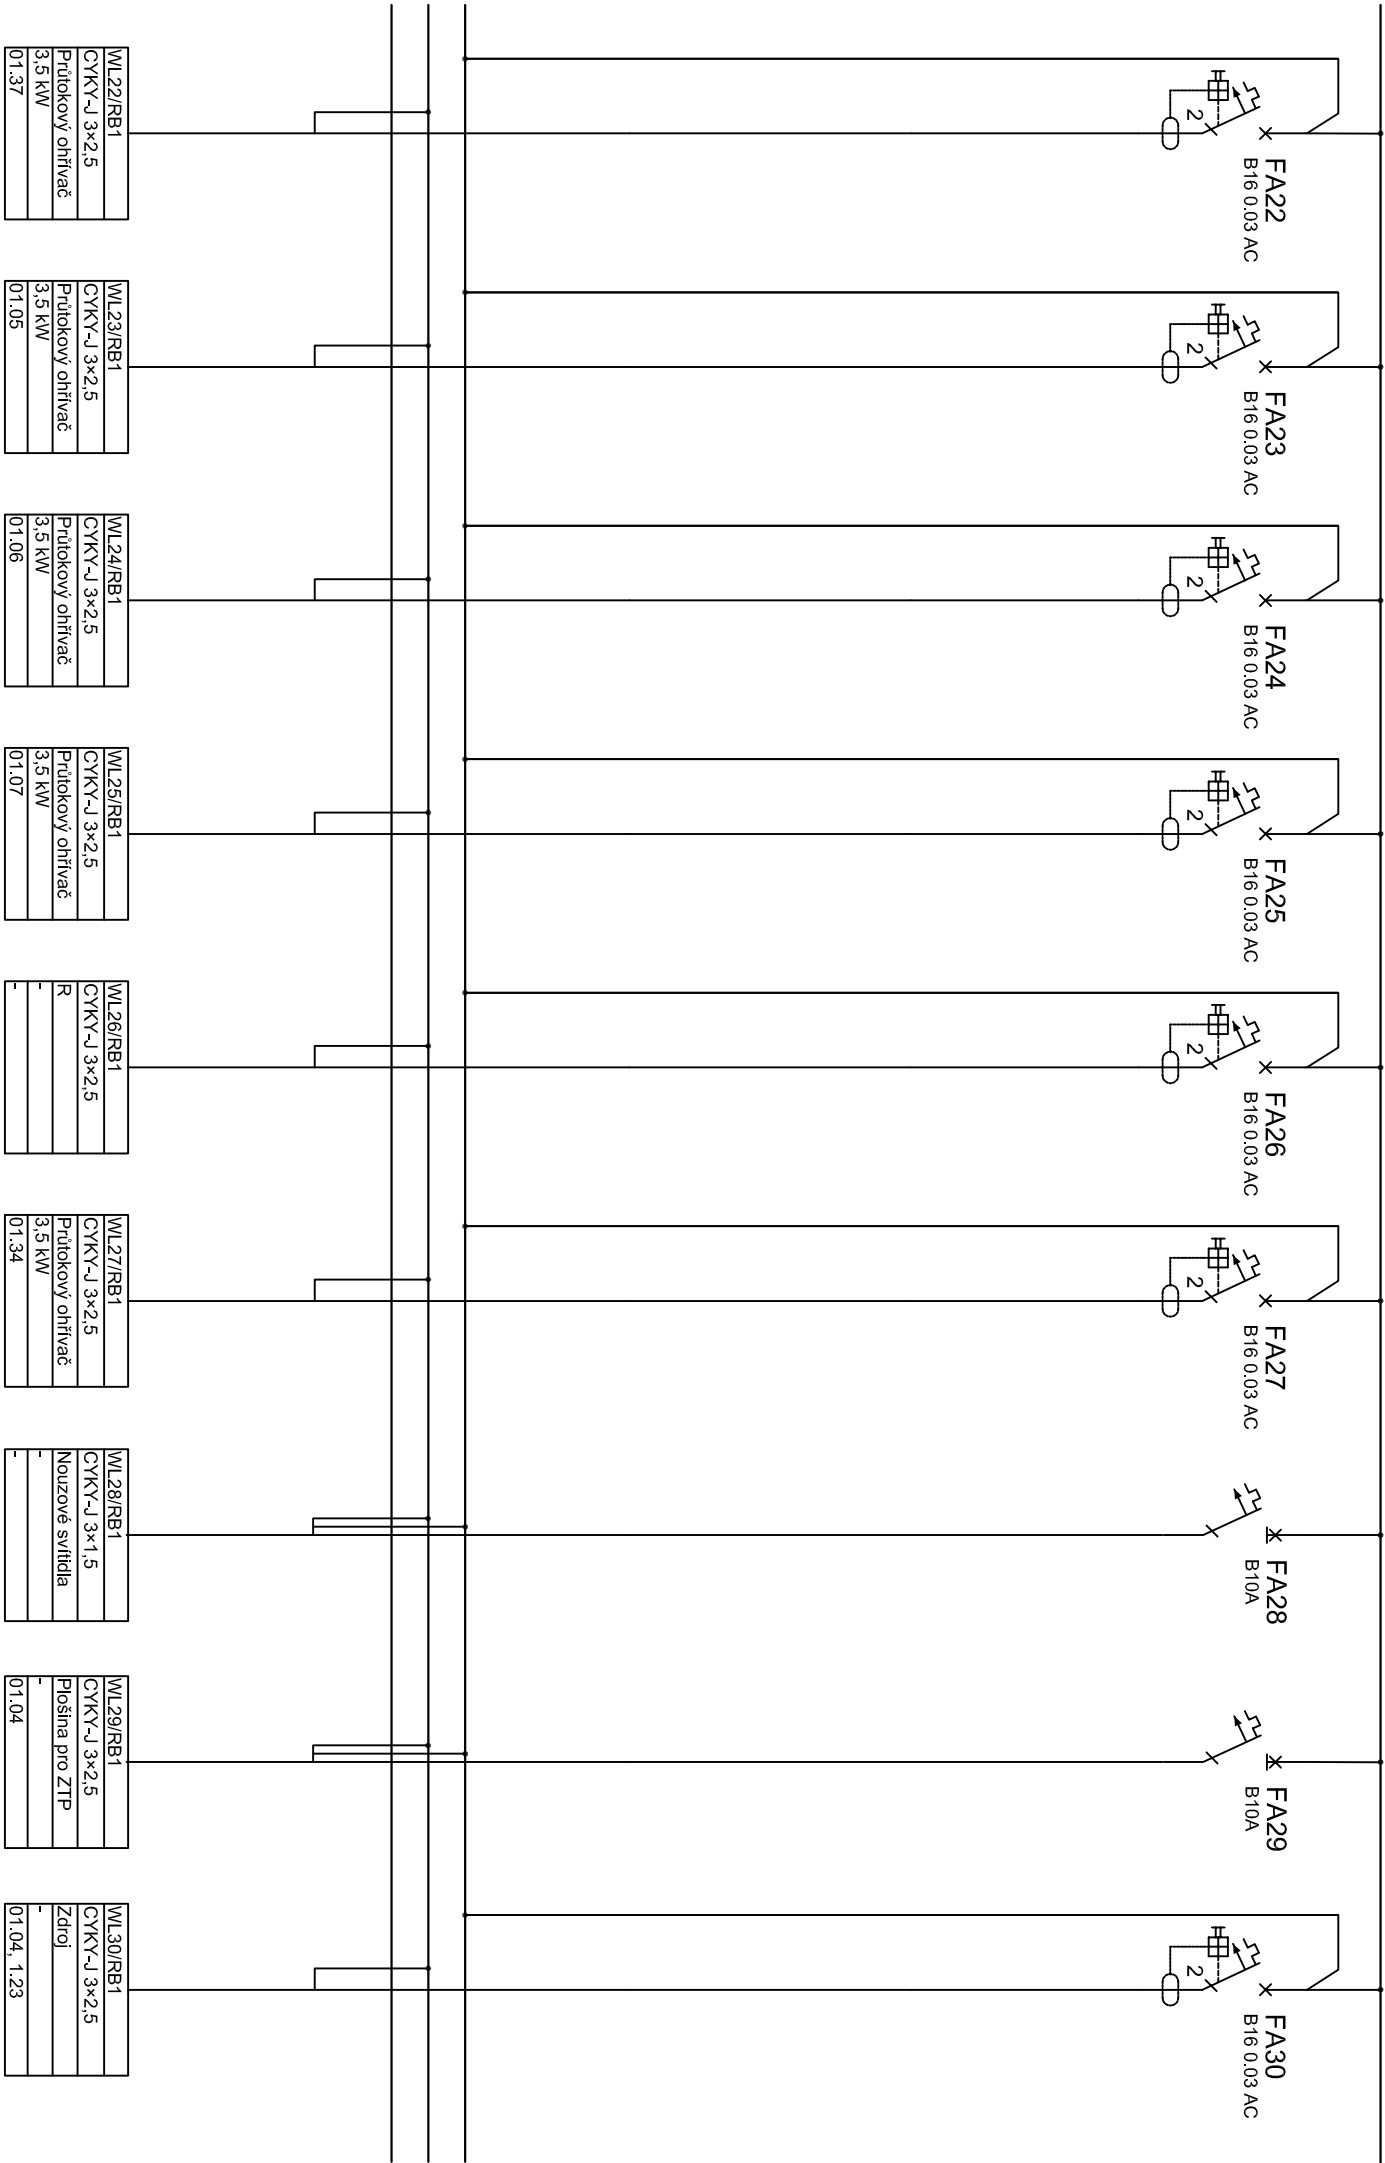 FA22
B16 0.03 AC
2
FA23
B16 0.03 AC
2
FA24
B16 0.03 AC
2
FA25
B16 0.03 AC
2
FA26
B16 0.03 AC
2
FA27
B16 0.03 AC
2
FA28
B10A
FA29
B10A
FA30
B16 0.03 AC
2
WL22/RB1
CYKY-J 3×2,5
Průtokový ohřívač
3,5 kW
01.37
WL23/RB1
CYKY-J 3×2,5
Průtokový ohřívač
3,5 kW
01.05
WL24/RB1
CYKY-J 3×2,5
Průtokový ohřívač
3,5 kW
01.06
WL25/RB1
CYKY-J 3×2,5
Průtokový ohřívač
3,5 kW
01.07
WL26/RB1
CYKY-J 3×2,5
R
-
-
WL27/RB1
CYKY-J 3×2,5
Průtokový ohřívač
3,5 kW
01.34
WL28/RB1
CYKY-J 3×1,5
Nouzové svítidla
-
-
WL29/RB1
CYKY-J 3×2,5
Plošina pro ZTP
-
01.04
WL30/RB1
CYKY-J 3×2,5
Zdroj
-
01.04, 1.23